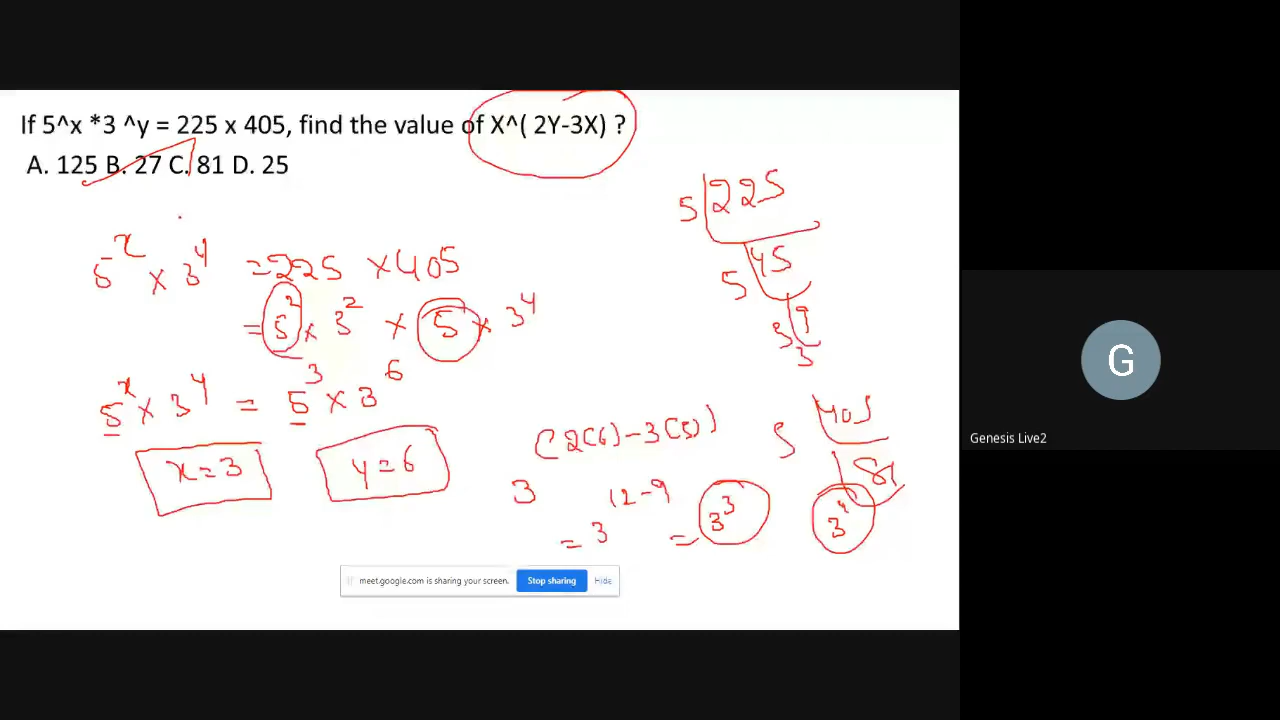 If 5^x *3 ^y = 225 x 405, find the value of X^( 2Y-3X) ?
A. 125 B. 27 C. 81 D. 25
5^x × 3^y = 225 × 405
= 5^2 × 3^2 × 5 × 3^4
5^x × 3^y = 5^3 × 3^6
x = 3 y = 6
3^(2(6) - 3(3))
= 3^12-9 = 3^3
5 225
5 45
3 9
3
5 405
81
3^4
meet.google.com is sharing your screen. Stop sharing Hide
G
Genesis Live2